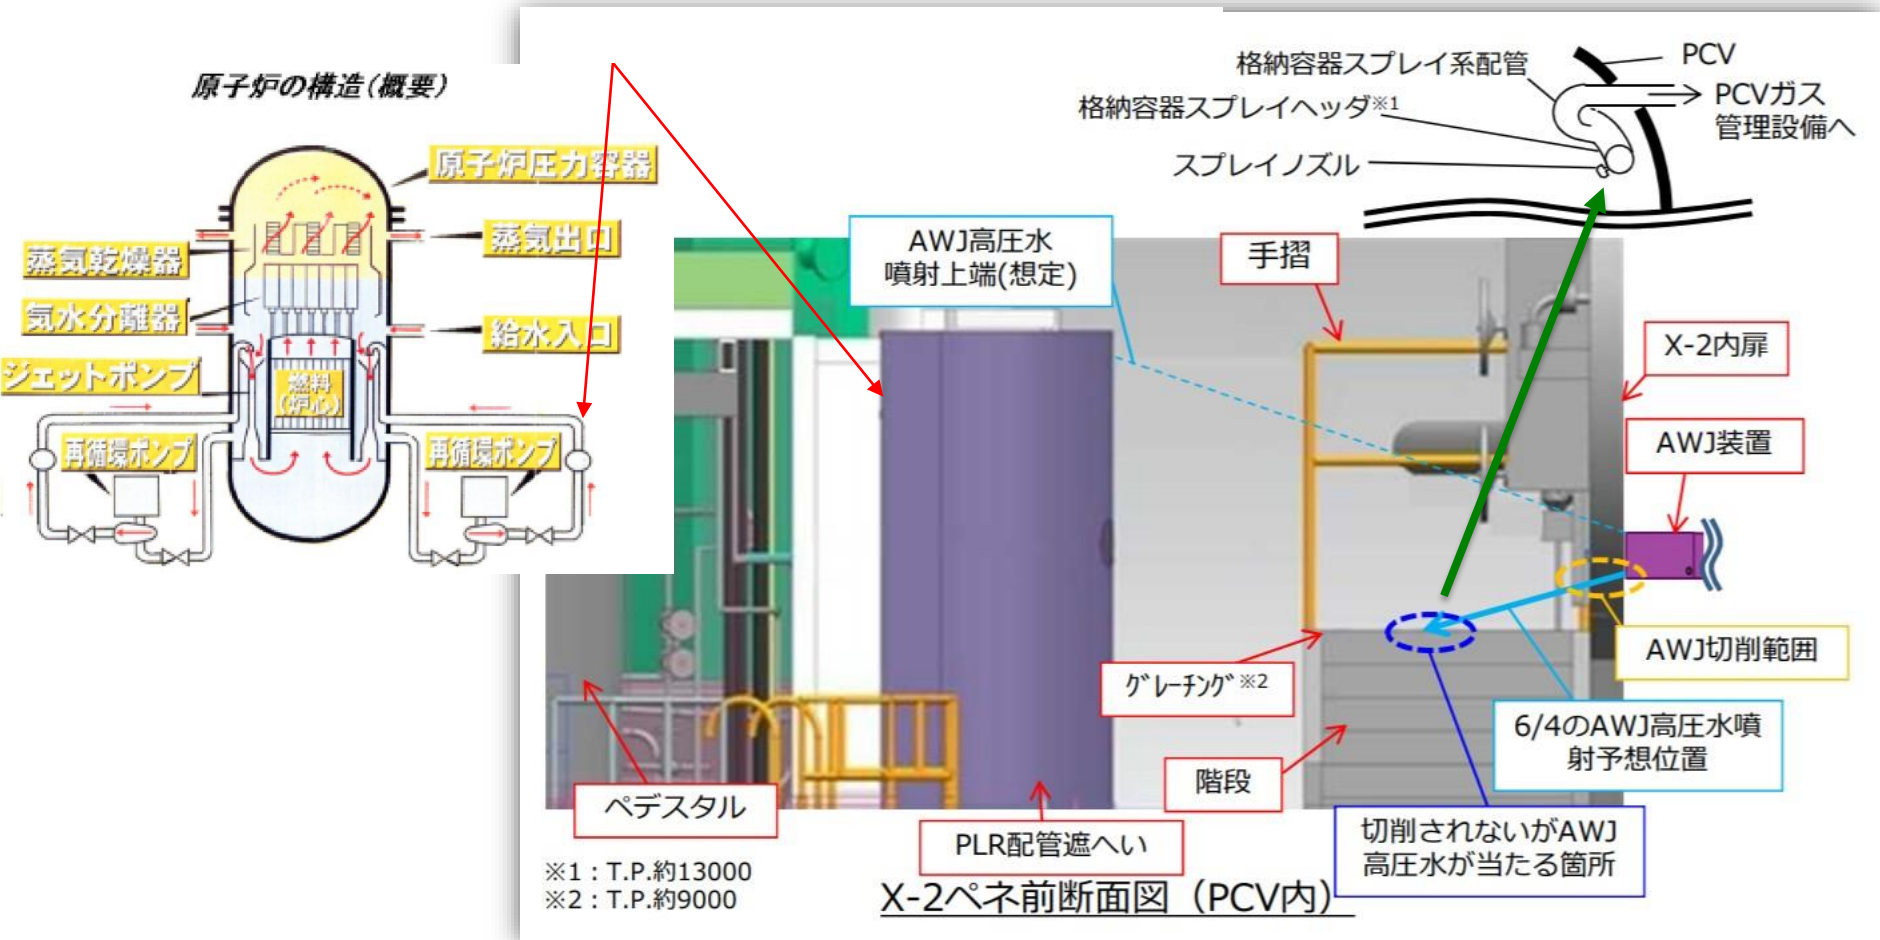 原子炉の構造(概要)
原子炉圧力容器
蒸気出口
蒸気乾燥器
気水分離器
給水入口
ジェットポンプ
燃料
(炉心)
再循環ポンプ
再循環ポンプ
格納容器スプレイ系配管
PCV
格納容器スプレイヘッダ※1
PCVガス
管理設備へ
スプレイノズル
AWJ高圧水
噴射上端(想定)
手摺
X-2内扉
AWJ装置
AWJ切削範囲
グレーチング※2
6/4のAWJ高圧水噴
射予想位置
階段
ペデスタル
PLR配管遮へい
切削されないがAWJ
高圧水が当たる箇所
※1：T.P.約13000
※2：T.P.約9000
X-2ペネ前断面図（PCV内）